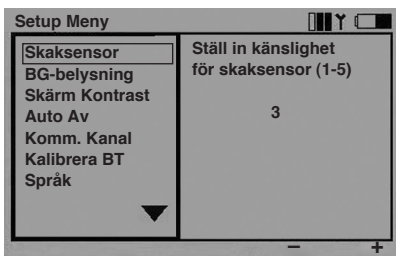 Setup Meny
Skaksensor
BG-belysning
Skärm Kontrast
Auto Av
Komm. Kanal
Kalibrera BT
Språk
Ställ in känslighet
för skaksensor (1-5)
3
− +